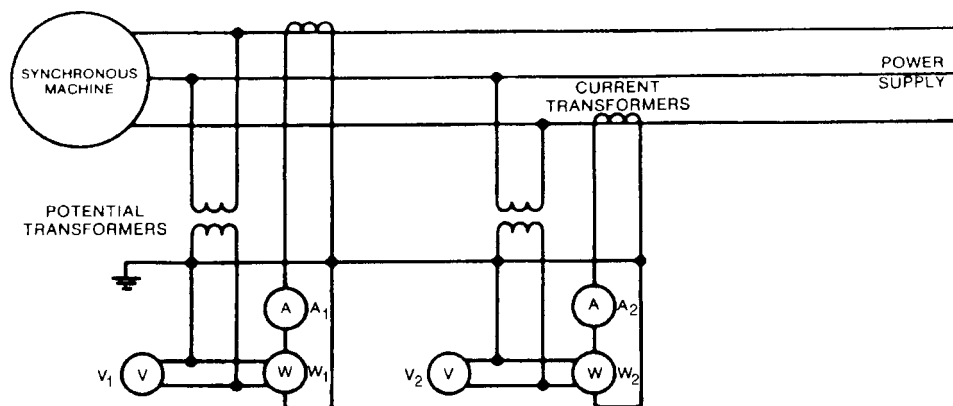 SYNCHRONOUS
MACHINE
POWER
SUPPLY
CURRENT
TRANSFORMERS
POTENTIAL
TRANSFORMERS
A A1
A A2
V1 V W W1
V2 V W W2